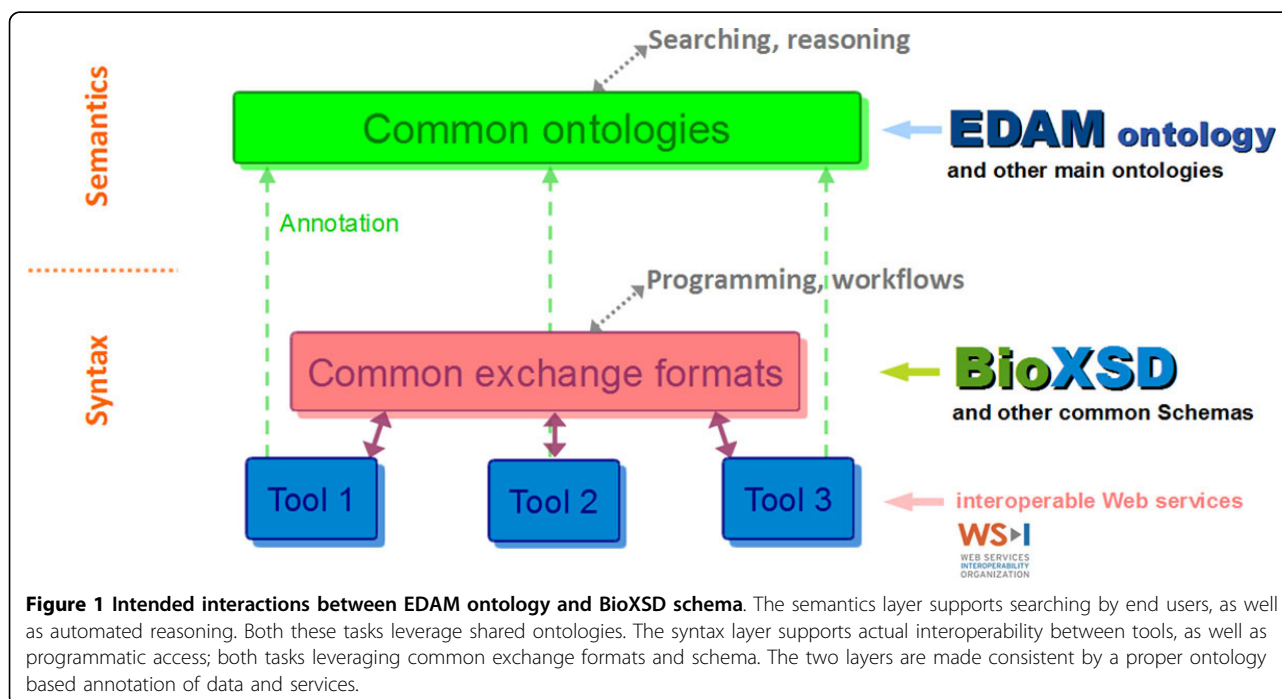 Searching, reasoning
Semantics
Common ontologies
EDAM ontology
and other main ontologies
Annotation
Programming, workflows
Syntax
Common exchange formats
BioXSD
and other common Schemas
Tool 1
Tool 2
Tool 3
interoperable Web services
WS▸I
WEB SERVICES
INTEROPERABILITY
ORGANIZATION
Figure 1 Intended interactions between EDAM ontology and BioXSD schema. The semantics layer supports searching by end users, as well
as automated reasoning. Both these tasks leverage shared ontologies. The syntax layer supports actual interoperability between tools, as well as
programmatic access; both tasks leveraging common exchange formats and schema. The two layers are made consistent by a proper ontology
based annotation of data and services.